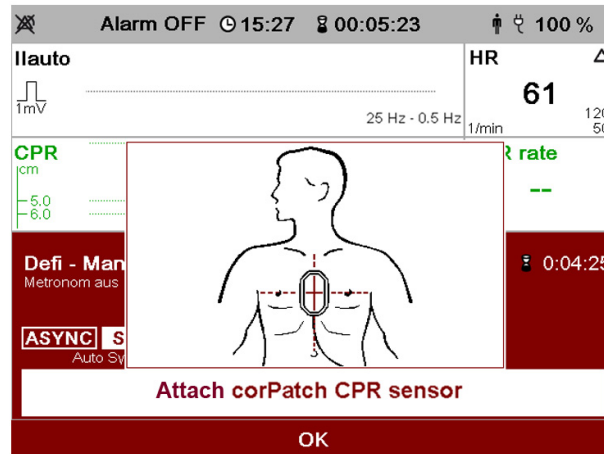 Alarm OFF 15:27 00:05:23 100 %
IIauto
HR
61
120
50
1/min
1mV
25 Hz - 0.5 Hz
CPR
cm
5.0
6.0
rate
--
Defi - Man
Metronom aus
0:04:25
ASYNC S
Auto Sy
Attach corPatch CPR sensor
OK